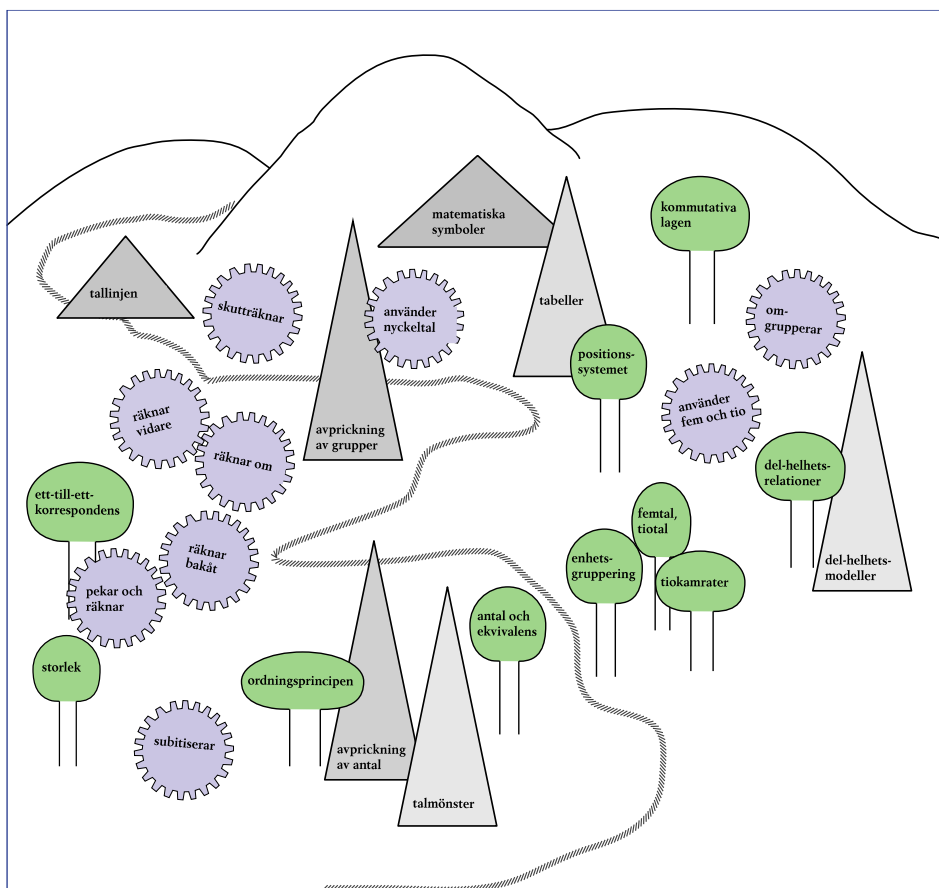 kommutativa
lagen
matematiska
symboler
tallinjen
skutträknar
använder
nyckeltal
tabeller
om-
grupperar
positions-
systemet
räknar
vidare
använder
fem och tio
avprickning
av grupper
räknar om
del-helhets-
relationer
ett-till-ett-
korrespondens
femtal,
tiotal
räknar
bakåt
enhets-
gruppering
del-helhets-
modeller
tiokamrater
pekar och
räknar
antal och
ekvivalens
storlek
ordningsprincipen
subitiserar
avprickning
av antal
talmönster